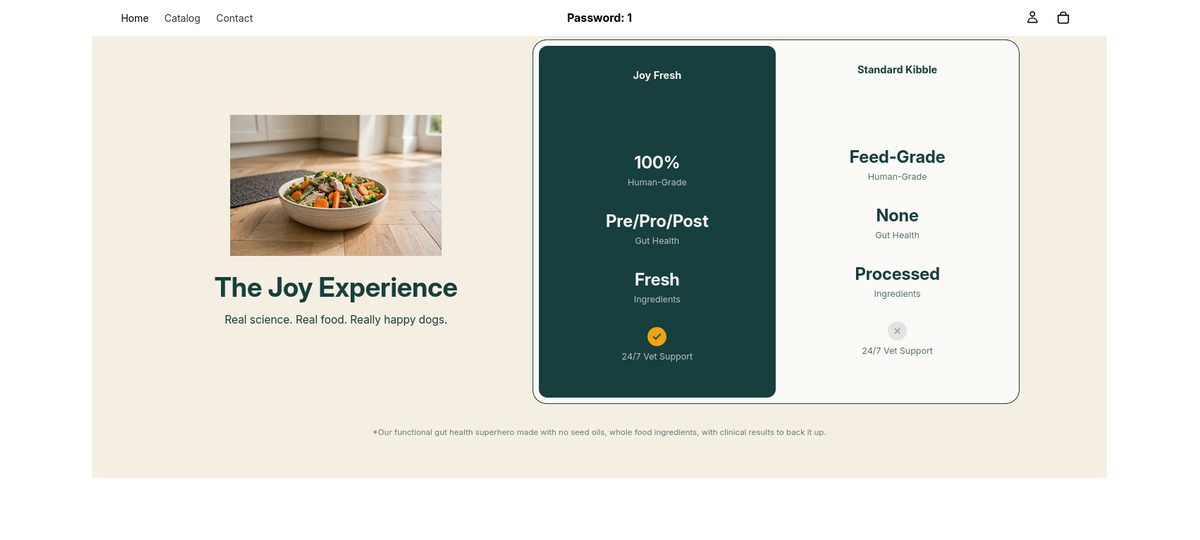 Home
Catalog
Contact
Password: 1
The Joy Experience
Real science. Real food. Really happy dogs.
Joy Fresh
100%
Human-Grade
Pre/Pro/Post
Gut Health
Fresh
Ingredients
24/7 Vet Support
Standard Kibble
Feed-Grade
Human-Grade
None
Gut Health
Processed
Ingredients
24/7 Vet Support
*Our functional gut health superhero made with no seed oils, whole food ingredients, with clinical results to back it up.